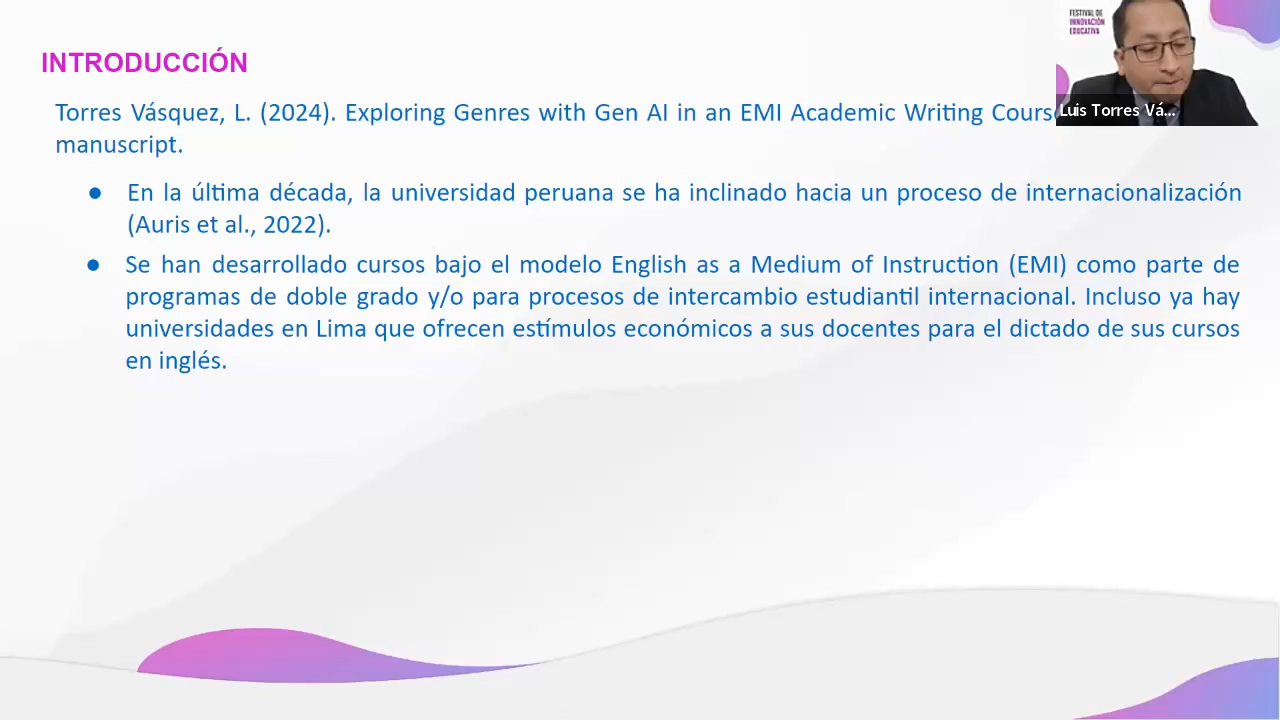 FESTIVAL DE
INNOVACIÓN
EDUCATIVA
INTRODUCCIÓN
Torres Vásquez, L. (2024). Exploring Genres with Gen AI in an EMI Academic Writing
manuscript.
Luis Torres Vá...
● En la última década, la universidad peruana se ha inclinado hacia un proceso de internacionalización
(Auris et al., 2022).
● Se han desarrollado cursos bajo el modelo English as a Medium of Instruction (EMI) como parte de
programas de doble grado y/o para procesos de intercambio estudiantil internacional. Incluso ya hay
universidades en Lima que ofrecen estímulos económicos a sus docentes para el dictado de sus cursos
en inglés.